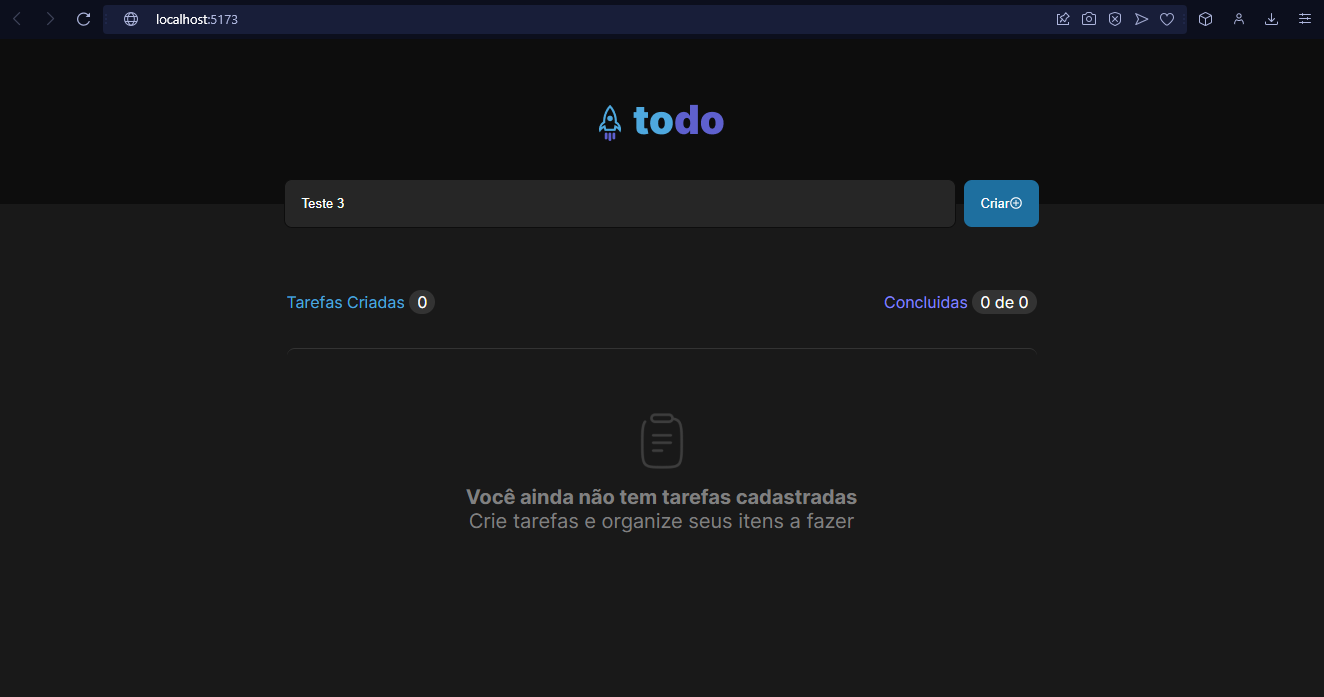 localhost:5173
todo
Teste 3
Criar
Tarefas Criadas 0
Concluidas 0 de 0
Você ainda não tem tarefas cadastradas
Crie tarefas e organize seus itens a fazer